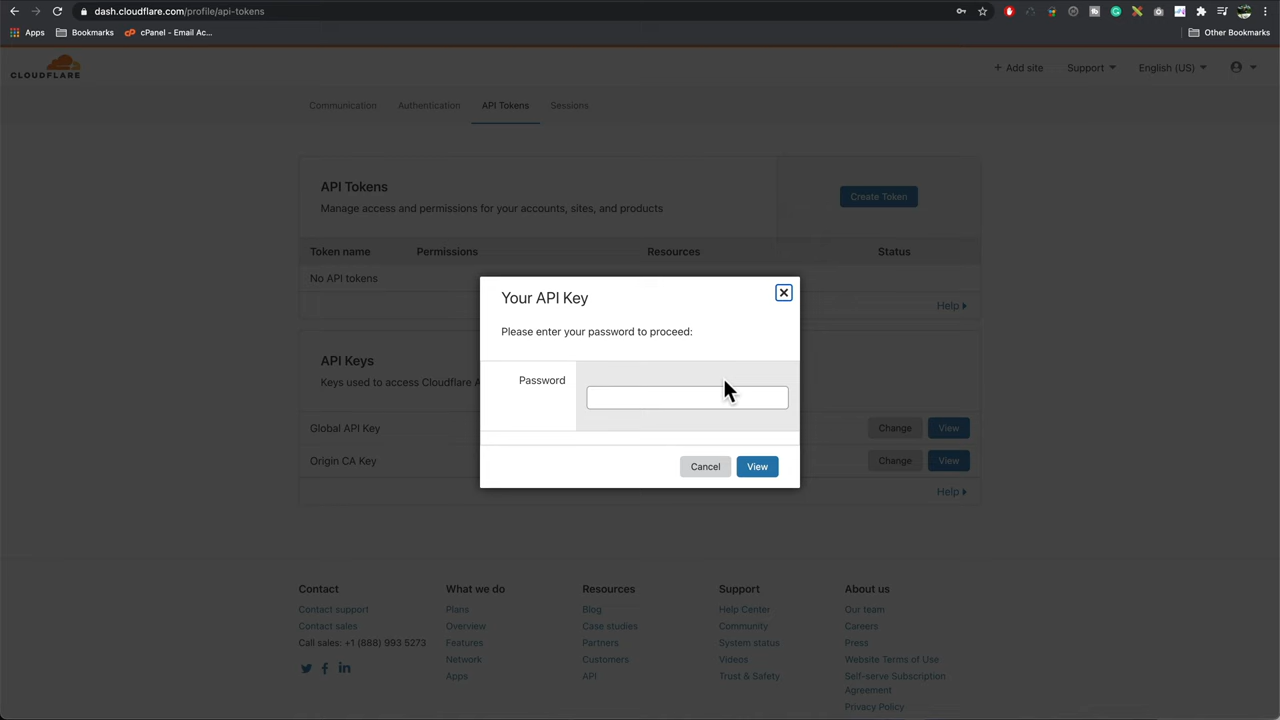 dash.cloudflare.com/profile/api-tokens
Apps Bookmarks cPanel - Email Ac... Other Bookmarks
CLOUDFLARE
+ Add site Support English (US)
Communication Authentication API Tokens Sessions
API Tokens
Manage access and permissions for your accounts, sites, and products
Create Token
Token name Permissions Resources Status
No API tokens
Help
Your API Key
Please enter your password to proceed:
Password
Cancel View
API Keys
Keys used to access Cloudflare A
Global API Key Change View
Origin CA Key Change View
Help
Contact
Contact support
Contact sales
Call sales: +1 (888) 993 5273
What we do
Plans
Overview
Features
Network
Apps
Resources
Blog
Case studies
Partners
Customers
API
Support
Help Center
Community
System status
Videos
Trust & Safety
About us
Our team
Careers
Press
Website Terms of Use
Self-serve Subscription
Agreement
Privacy Policy